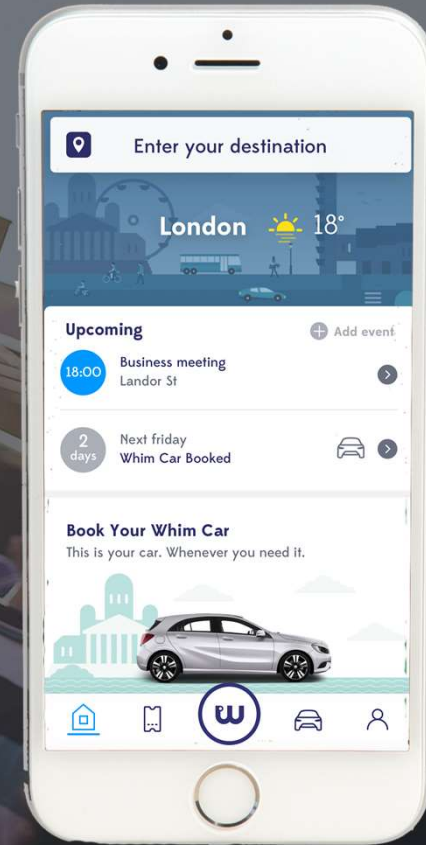 Enter your destination
London 18°
Upcoming
Add event
18:00
Business meeting
Landor St
2
days
Next friday
Whim Car Booked
Book Your Whim Car
This is your car. Whenever you need it.
W